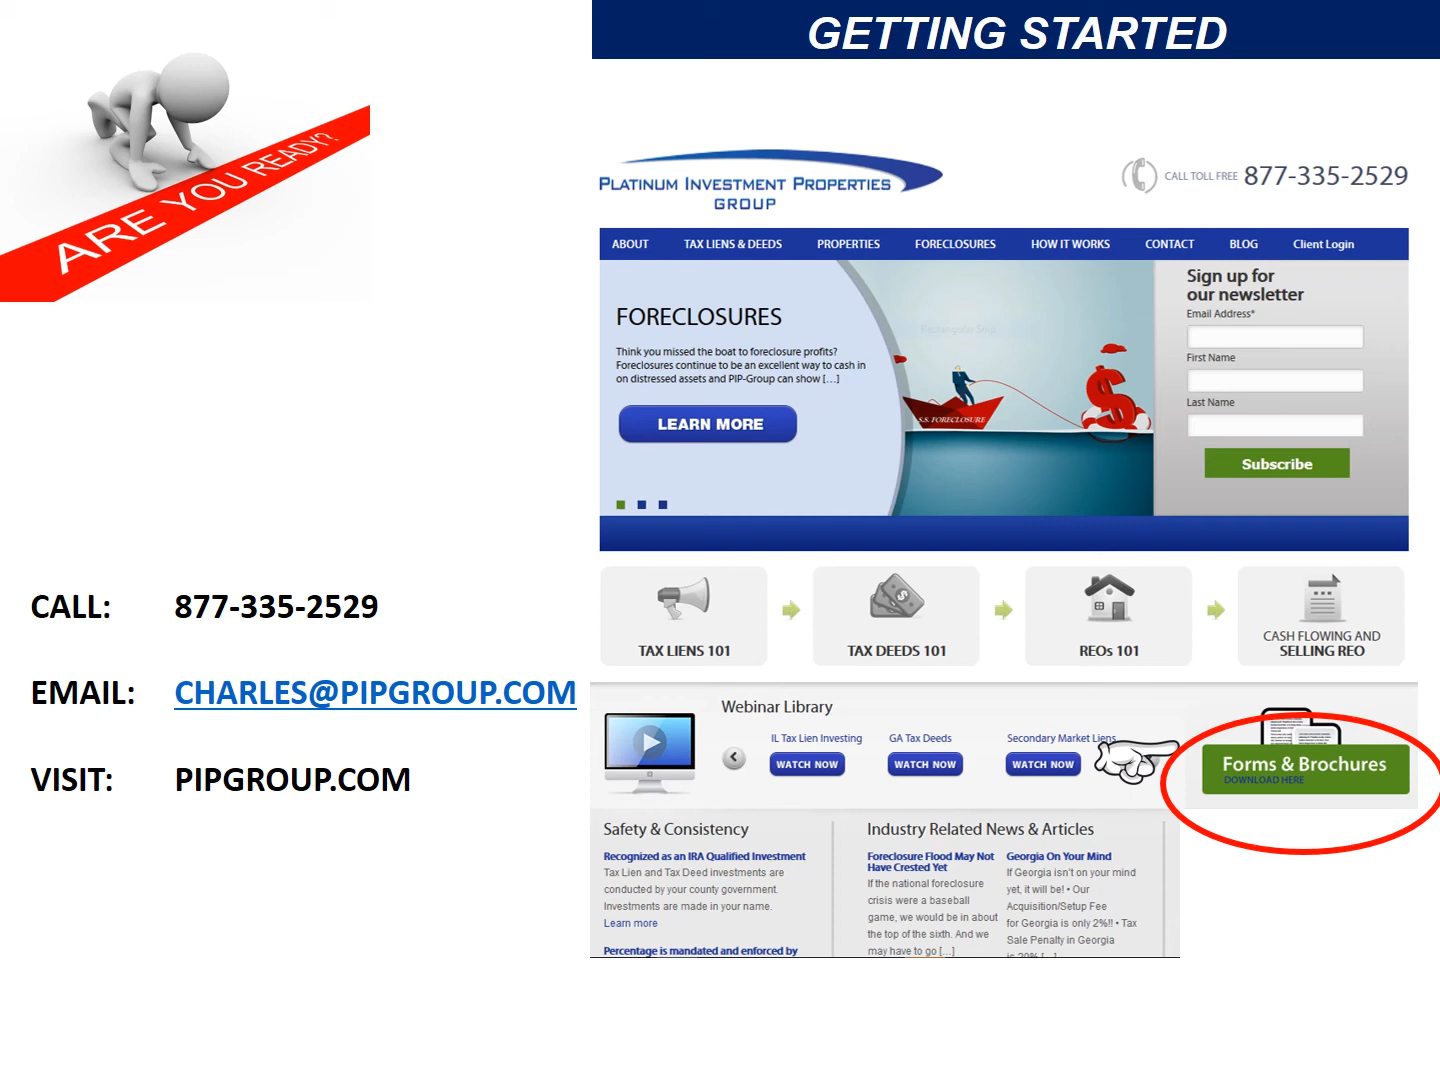 GETTING STARTED
ARE YOU READY?
PLATINUM INVESTMENT PROPERTIES
GROUP
CALL TOLL FREE 877-335-2529
ABOUT TAX LIENS & DEEDS PROPERTIES FORECLOSURES HOW IT WORKS CONTACT BLOG Client Login
FORECLOSURES
Think you missed the boat to foreclosure profits?
Foreclosures continue to be an excellent way to cash in
on distressed assets and PIP-Group can show [...]
LEARN MORE
Rectangular Snip
S.S. FORECLOSURE
Sign up for
our newsletter
Email Address*
First Name
Last Name
Subscribe
CALL: 877-335-2529
EMAIL: CHARLES@PIPGROUP.COM
VISIT: PIPGROUP.COM
TAX LIENS 101
TAX DEEDS 101
REOs 101
CASH FLOWING AND
SELLING REO
Webinar Library
IL Tax Lien Investing
WATCH NOW
GA Tax Deeds
WATCH NOW
Secondary Market Liens
WATCH NOW
Forms & Brochures
DOWNLOAD HERE
Safety & Consistency
Recognized as an IRA Qualified Investment
Tax Lien and Tax Deed investments are
conducted by your county government.
Investments are made in your name.
Learn more
Percentage is mandated and enforced by
Industry Related News & Articles
Foreclosure Flood May Not
Have Crested Yet
If the national foreclosure
crisis were a baseball
game, we would be in about
the top of the sixth. And we
may have to go [...]
Georgia On Your Mind
If Georgia isn't on your mind
yet, it will be! • Our
Acquisition/Setup Fee
for Georgia is only 2%!! • Tax
Sale Penalty in Georgia
is 20% [...]